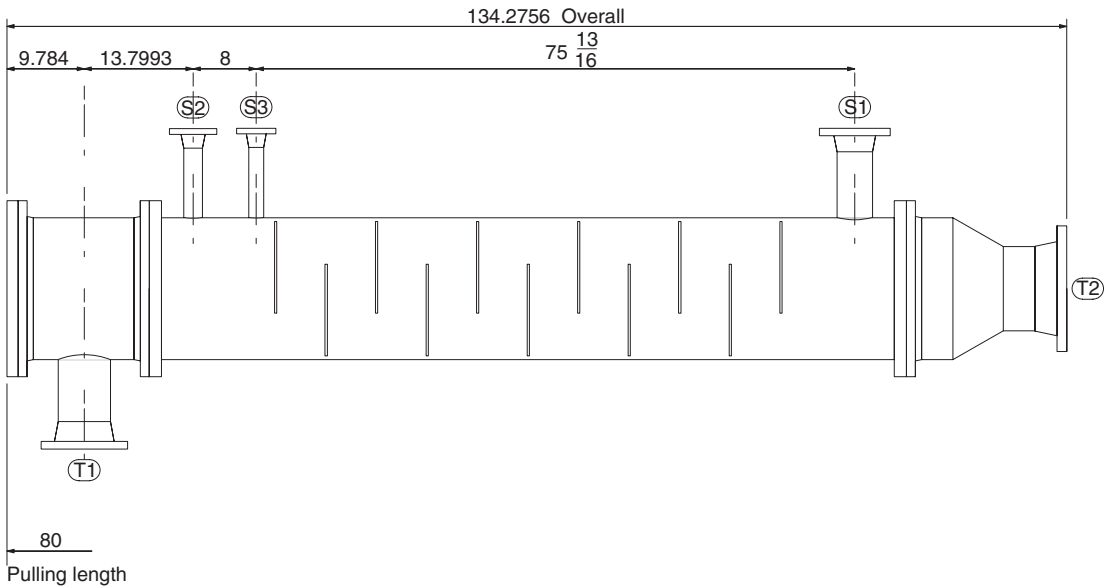 134.2756 Overall
9.784 13.7993 8 75 13/16
S2 S3 S1
T2
T1
80
Pulling length